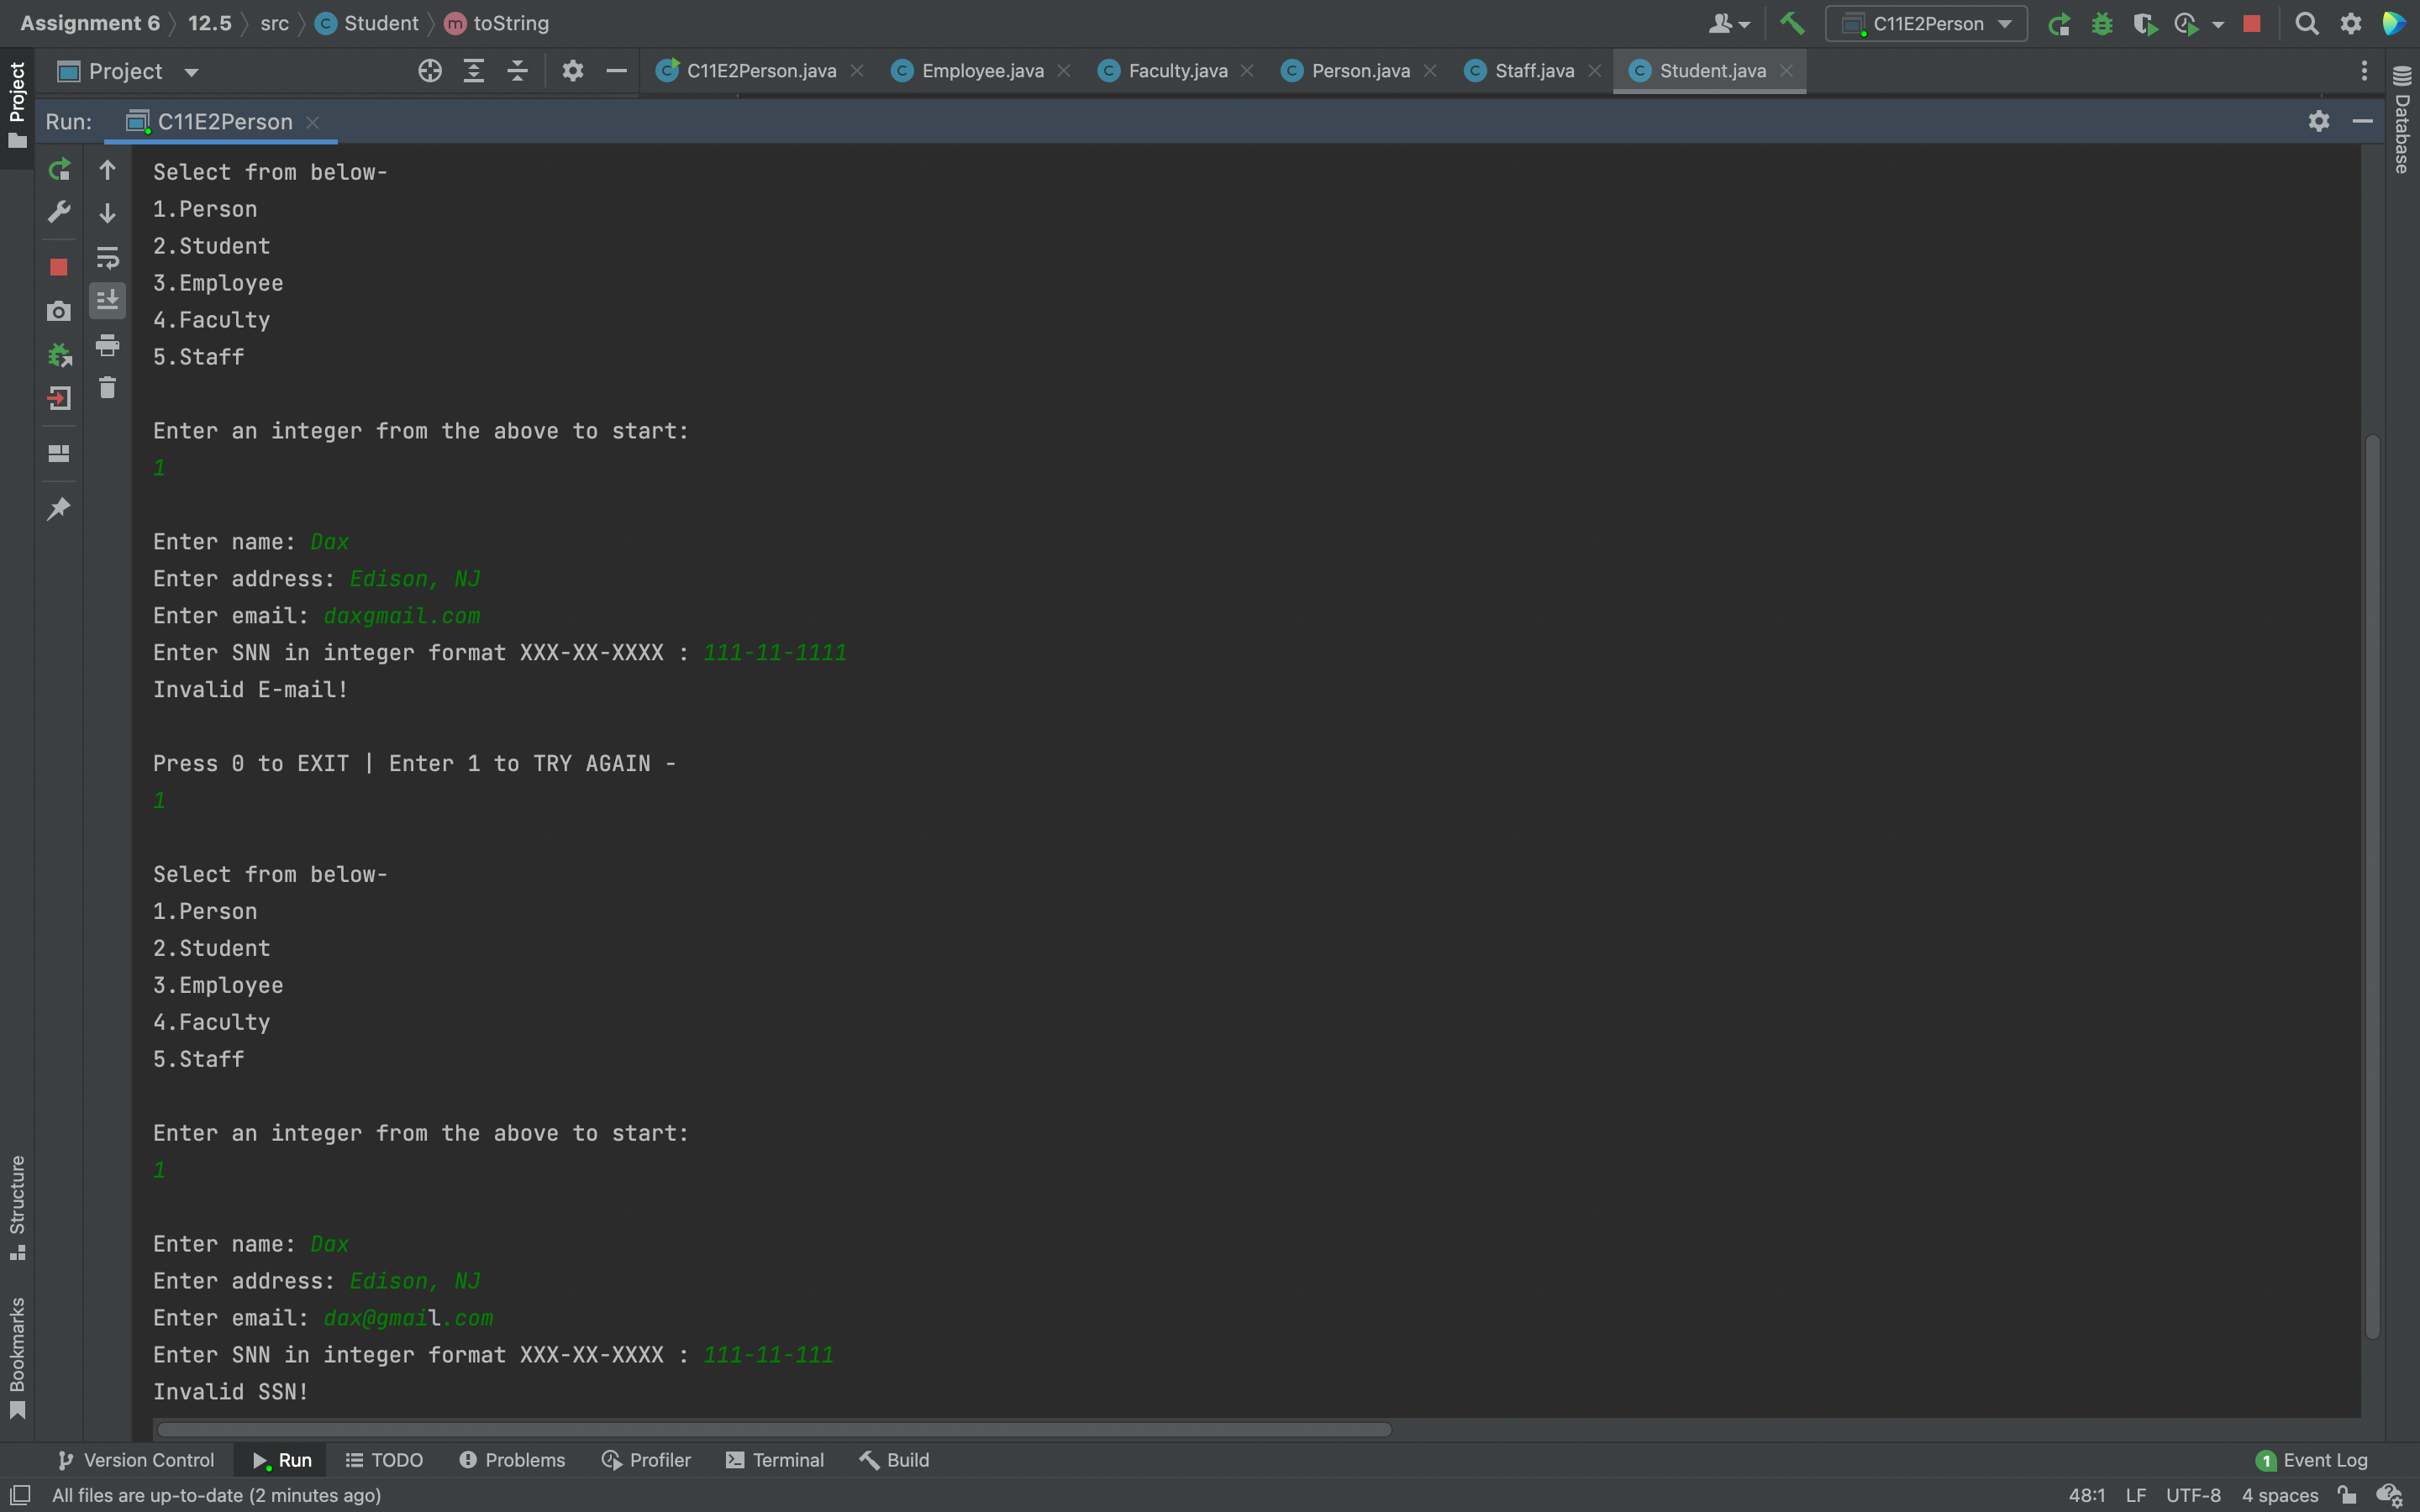 Assignment 6 〉 12.5 〉 src 〉 C Student 〉 m toString
C11E2Person
Project
C11E2Person.java Employee.java Faculty.java Person.java Staff.java Student.java
Project
Database
Run: C11E2Person
Select from below-
1.Person
2.Student
3.Employee
4.Faculty
5.Staff
Enter an integer from the above to start:
1
Enter name: Dax
Enter address: Edison, NJ
Enter email: daxgmail.com
Enter SNN in integer format XXX-XX-XXXX : 111-11-1111
Invalid E-mail!
Press 0 to EXIT | Enter 1 to TRY AGAIN -
1
Select from below-
1.Person
2.Student
3.Employee
4.Faculty
5.Staff
Enter an integer from the above to start:
1
Enter name: Dax
Enter address: Edison, NJ
Enter email: dax@gmail.com
Enter SNN in integer format XXX-XX-XXXX : 111-11-111
Invalid SSN!
Structure
Bookmarks
Version Control Run TODO Problems Profiler Terminal Build 1 Event Log
All files are up-to-date (2 minutes ago) 48:1 LF UTF-8 4 spaces